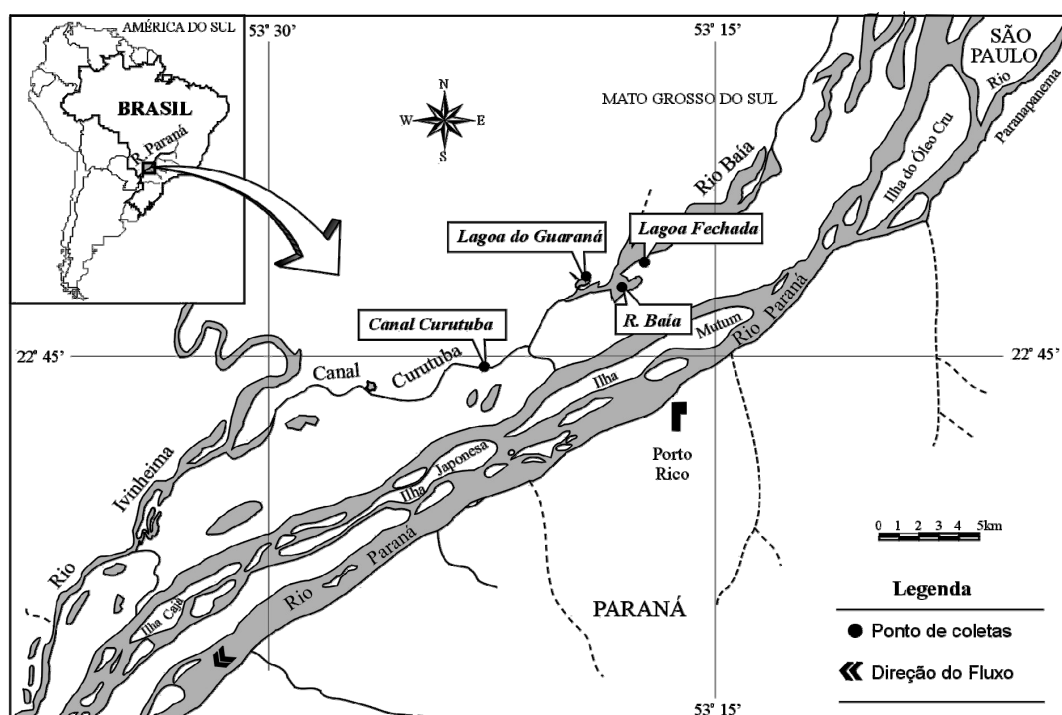 AMÉRICA DO SUL
BRASIL
R. Paraná
53° 30'
53° 15'
SÃO
PAULO
Rio
Paranapanema
N
W E
S
MATO GROSSO DO SUL
Rio Baía
Ilha do Óleo Cru
Lagoa do Guaraná
Lagoa Fechada
R. Baía
Canal Curutuba
Mutum
Rio Paraná
22° 45'
22° 45'
Canal Curutuba
Ilha
Porto
Rico
Ivinheima
Japonesa
Ilha
Paraná
Rio
Rio
Ilha Cajá
PARANÁ
0 1 2 3 4 5km
Legenda
Ponto de coletas
Direção do Fluxo
53° 30'
53° 15'